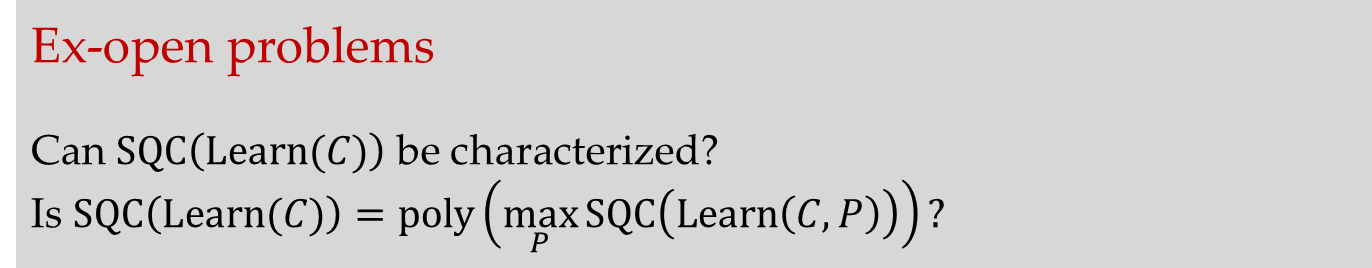 Ex-open problems
Can SQC(Learn(𝐶)) be characterized?
Is SQC(Learn(𝐶)) = poly(max_𝑃 SQC(Learn(𝐶, 𝑃)))?